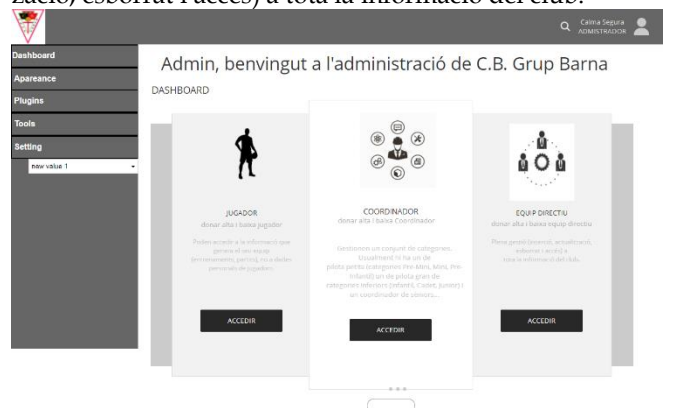 zació, esborrat i accés) a tota la informació del club.
Calma Segura
ADMISTRADOR
Dashboard
Apareance
Plugins
Tools
Setting
new value 1
Admin, benvingut a l'administració de C.B. Grup Barna
DASHBOARD
JUGADOR
donar alta i baixa jugador
Poden accedir a la informació que
genera el seu equip
(entrenaments, partits), no a dades
personals de jugadors.
ACCEDIR
COORDINADOR
donar alta i baixa Coordinador
Gestionen un conjunt de categories.
Usualment hi ha un de
pilota petita (categories Pre-Mini, Mini, Pre-
Infantil) un de pilota gran de
categories inferiors (Infantil, Cadet, Junior) i
un coordinador de sèniors...
ACCEDIR
EQUIP DIRECTIU
donar alta i baixa equip directiu
Plena gestió (inserció, actualització,
esborrat i accés) a
tota la informació del club.
ACCEDIR